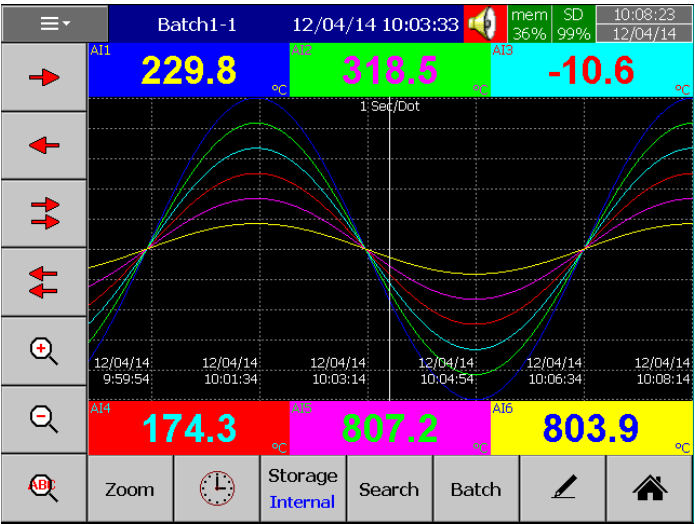 Batch1-1
12/04/14 10:03:33
mem 36%
SD 99%
10:08:23
12/04/14
AI1 229.8 °C
AI2 318.5 °C
AI3 -10.6 °C
1 Sec/Dot
12/04/14 9:59:54
12/04/14 10:01:34
12/04/14 10:03:14
12/04/14 10:04:54
12/04/14 10:06:34
12/04/14 10:08:14
AI4 174.3 °C
AI5 807.2 °C
AI6 803.9 °C
ABC
Zoom
Storage
Internal
Search
Batch